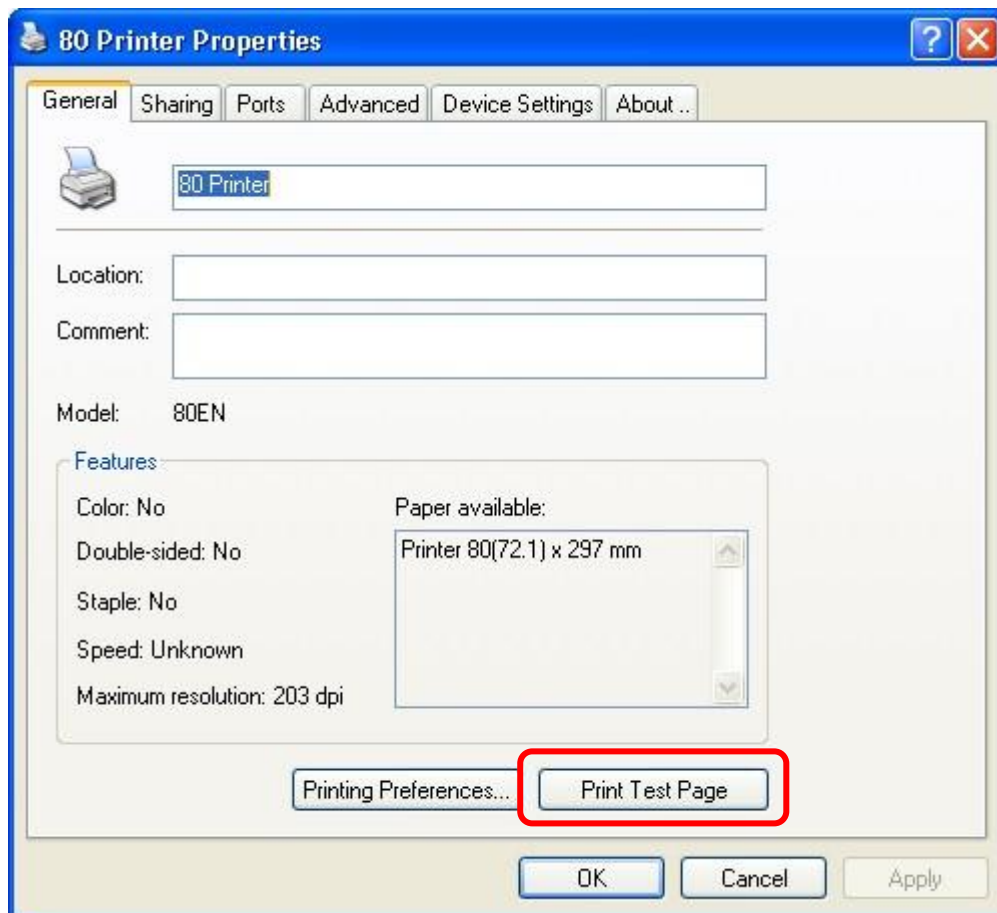 80 Printer Properties
General Sharing Ports Advanced Device Settings About ..
80 Printer
Location:
Comment:
Model: 80EN
Features
Color: No Paper available:
Double-sided: No Printer 80(72.1) x 297 mm
Staple: No
Speed: Unknown
Maximum resolution: 203 dpi
Printing Preferences... Print Test Page
OK Cancel Apply